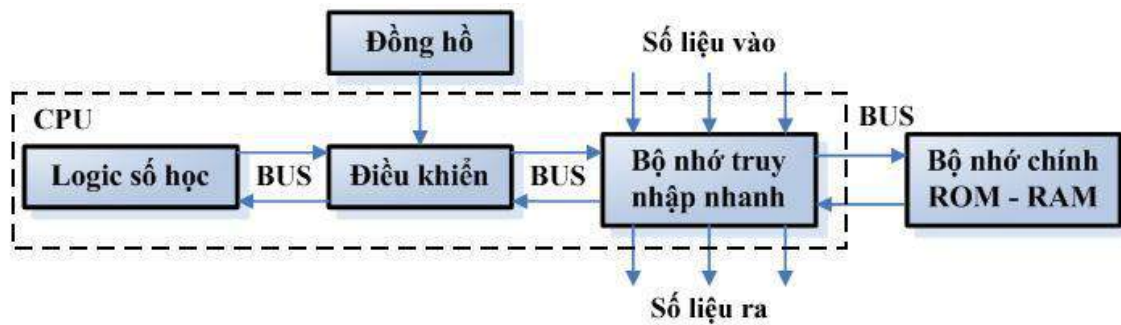 Đồng hồ
Số liệu vào
CPU
BUS
Logic số học
BUS
Điều khiển
BUS
Bộ nhớ truy
nhập nhanh
Bộ nhớ chính
ROM - RAM
Số liệu ra